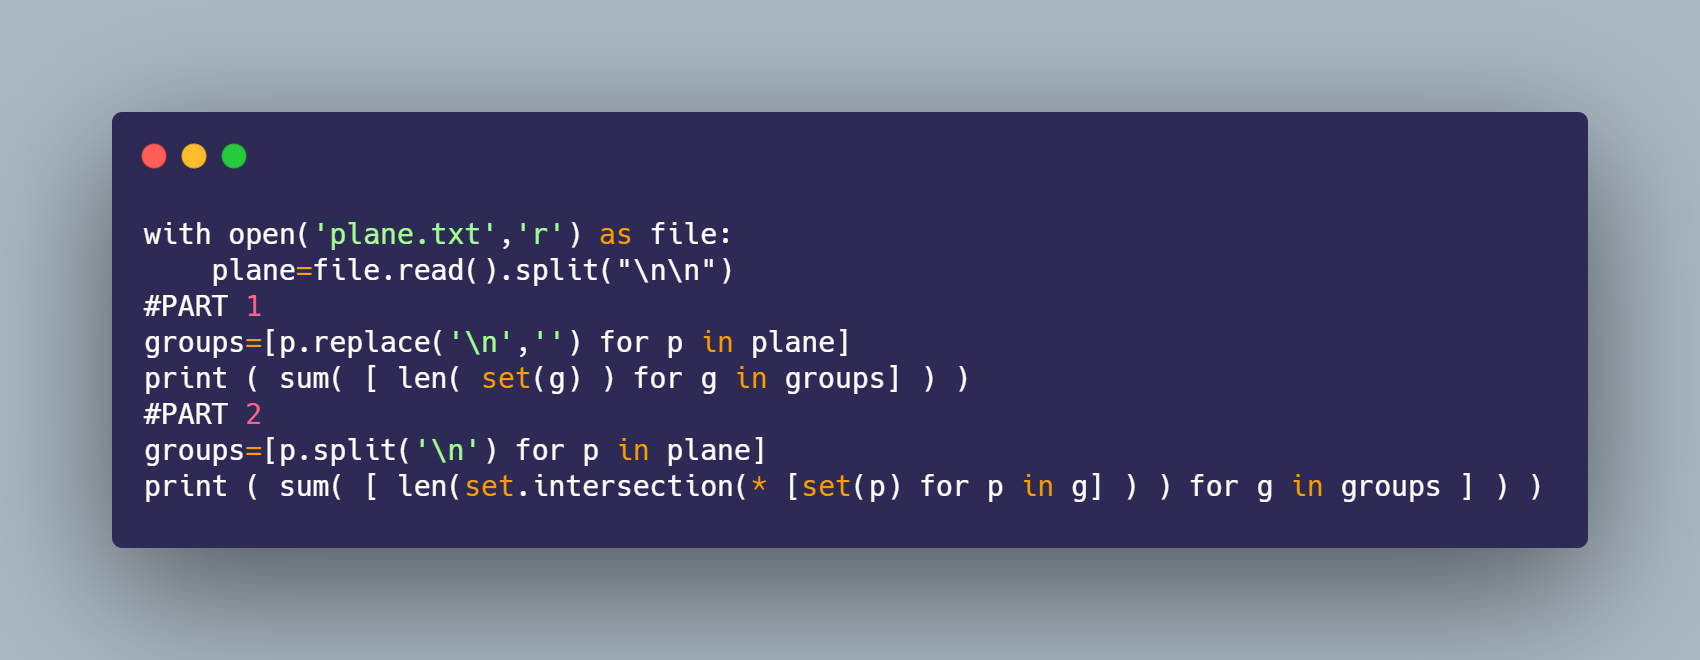 with open('plane.txt','r') as file:
    plane=file.read().split("\n\n")
#PART 1
groups=[p.replace('\n','') for p in plane]
print ( sum( [ len( set(g) ) for g in groups] ) )
#PART 2
groups=[p.split('\n') for p in plane]
print ( sum( [ len(set.intersection(* [set(p) for p in g] ) ) for g in groups ] ) )